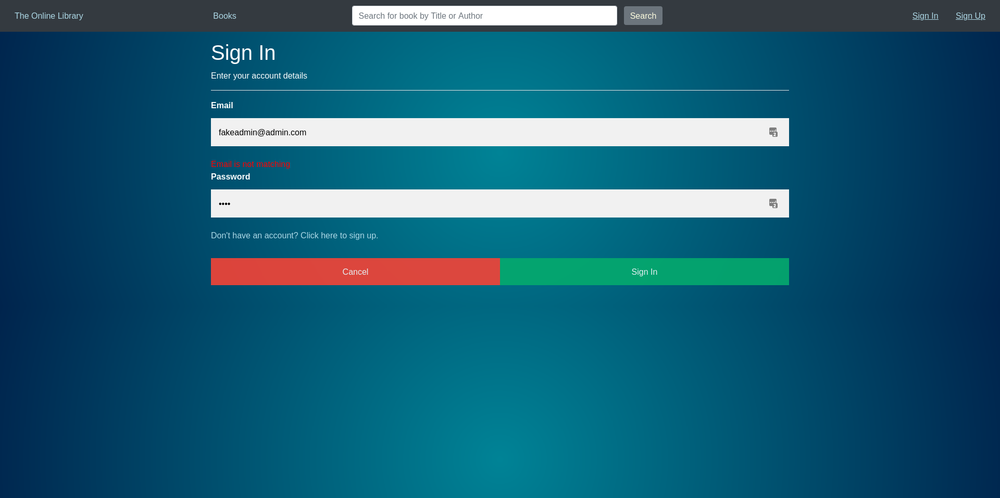 The Online Library
Books
Search for book by Title or Author
Search
Sign In
Sign Up
Sign In
Enter your account details
Email
fakeadmin@admin.com
Email is not matching
Password
••••
Don't have an account? Click here to sign up.
Cancel
Sign In